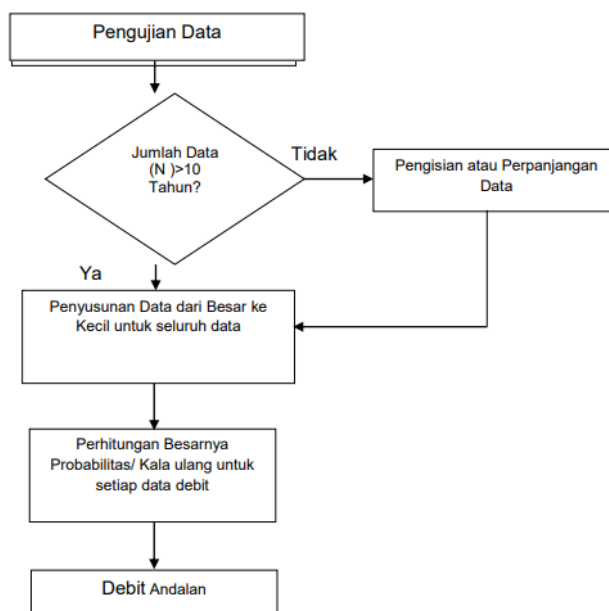 Pengujian Data
Jumlah Data
(N )>10
Tahun?
Tidak
Pengisian atau Perpanjangan
Data
Ya
Penyusunan Data dari Besar ke
Kecil untuk seluruh data
Perhitungan Besarnya
Probabilitas/ Kala ulang untuk
setiap data debit
Debit Andalan